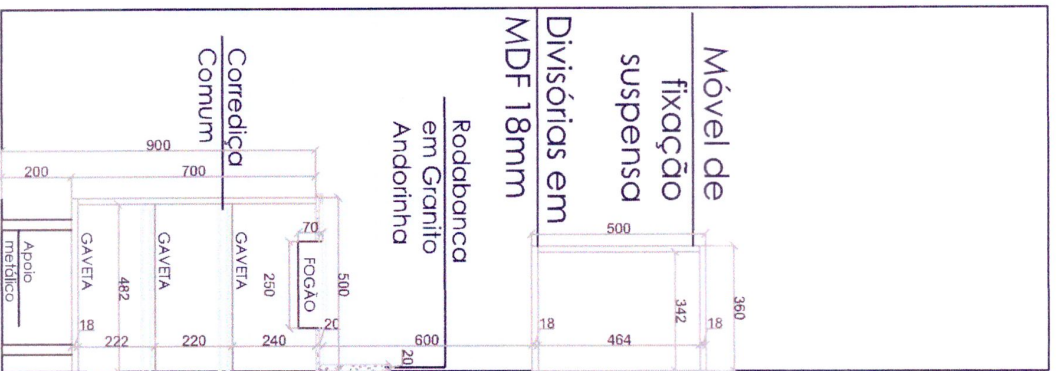 Móvel de
fixação
suspensa
Divisórias em
MDF 18mm
Rodabanca
em Granito
Andorinha
Corrediça
Comum
900
200
700
500
360
342
18
18
464
600
20
70
FOGÃO
500
250
20
GAVETA
GAVETA
GAVETA
482
18
222
220
240
Apoio
metálico